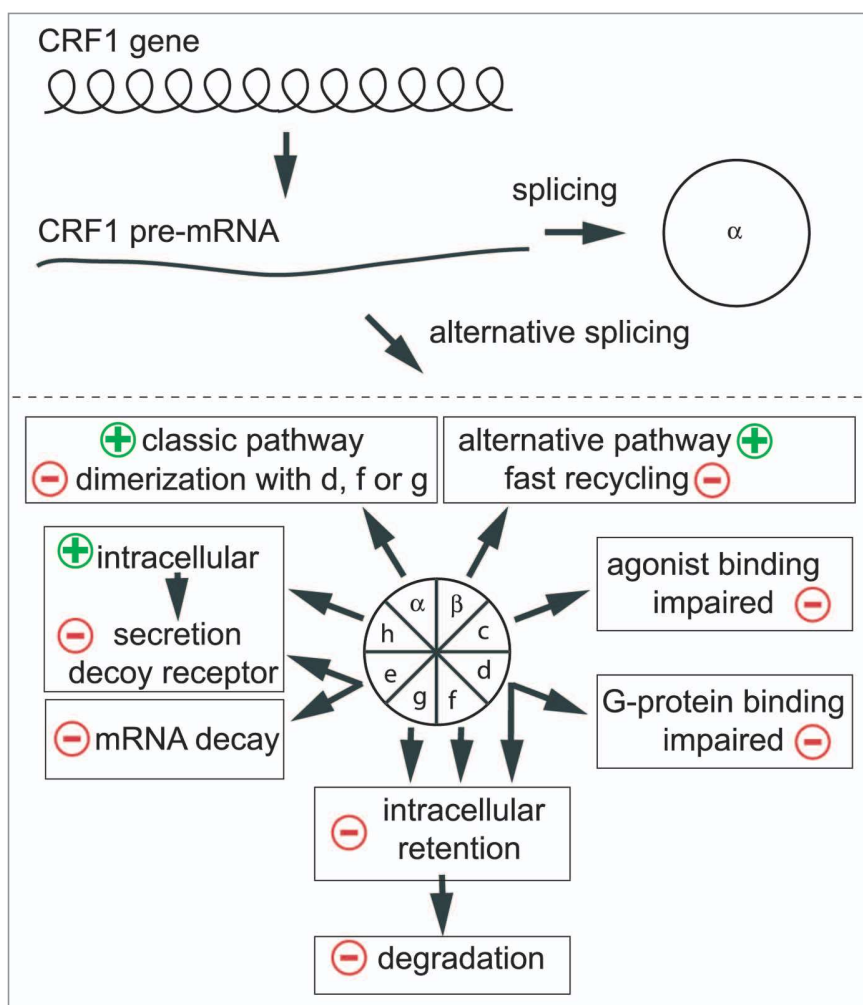 CRF1 gene
splicing
CRF1 pre-mRNA
α
alternative splicing
classic pathway
dimerization with d, f or g
alternative pathway
fast recycling
intracellular
secretion
decoy receptor
mRNA decay
α β
h c
e d
g f
agonist binding
impaired
G-protein binding
impaired
intracellular
retention
degradation